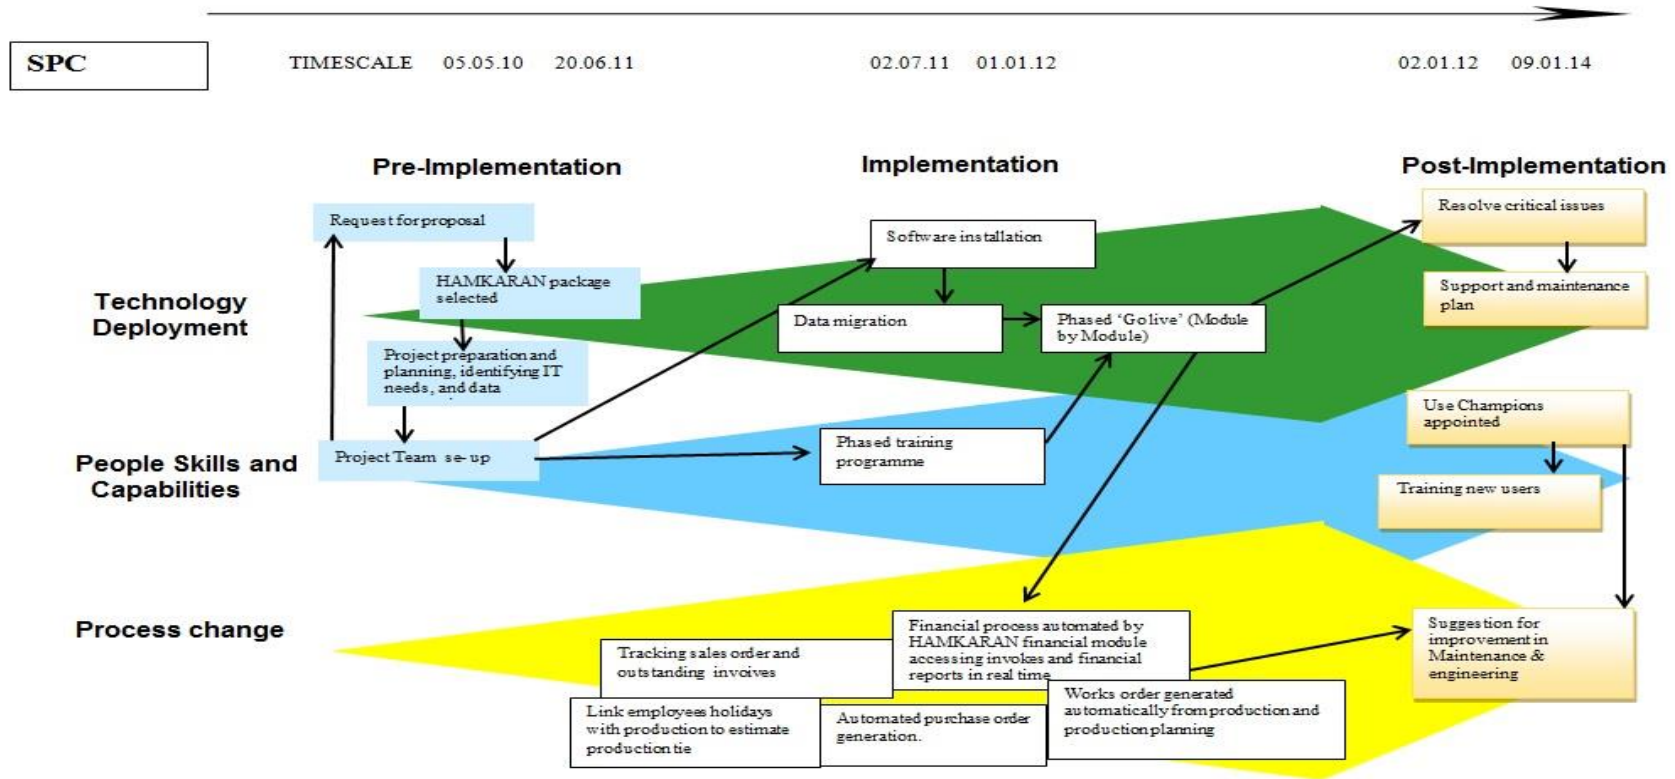 SPC
TIMESCALE 05.05.10 20.06.11 02.07.11 01.01.12 02.01.12 09.01.14
Pre-Implementation
Implementation
Post-Implementation
Technology
Deployment
Request for proposal
HAMKARAN package
selected
Project preparation and
planning, identifying IT
needs, and data
Software installation
Data migration
Phased 'Go live' (Module
by Module)
Resolve critical issues
Support and maintenance
plan
People Skills and
Capabilities
Project Team se-up
Phased training
programme
Use Champions
appointed
Training new users
Process change
Tracking sales order and
outstanding invoives
Link employees holidays
with production to estimate
production tie
Financial process automated by
HAMKARAN financial module
accessing invokes and financial
reports in real time
Automated purchase order
generation.
Works order generated
automatically from production and
production planning
Suggestion for
improvement in
Maintenance &
engineering